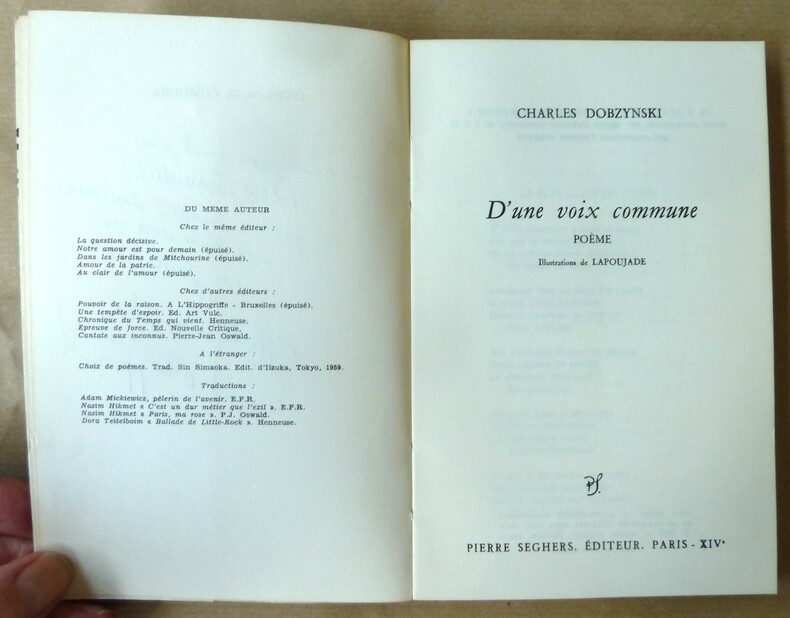 DU MEME AUTEUR
Chez le même éditeur :
La question décisive.
Notre amour est pour demain (épuisé).
Dans les jardins de Mitchourine (épuisé).
Amour de la patrie.
Au clair de l'amour (épuisé).
Chez d'autres éditeurs :
Pouvoir de la raison. A L'Hippogriffe - Bruxelles (épuisé).
Une tempête d'espoir. Ed. Art Vulc.
Chronique du Temps qui vient. Henneuse.
Epreuve de force. Ed. Nouvelle Critique.
Cantate aux inconnus. Pierre-Jean Oswald.
A l'étranger :
Choix de poèmes. Trad. Sin Simaoka. Edit. d'Iizuka, Tokyo, 1959.
Traductions :
Adam Mickiewicz, pèlerin de l'avenir. E.F.R.
Nazim Hikmet « C'est un dur métier que l'exil ». E.F.R.
Nazim Hikmet « Paris, ma rose ». P.J. Oswald.
Dora Teitelboim « Ballade de Little-Rock ». Henneuse.
CHARLES DOBZYNSKI
D'une voix commune
POÈME
Illustrations de LAPOUJADE
PS
PIERRE SEGHERS, ÉDITEUR, PARIS - XIVe